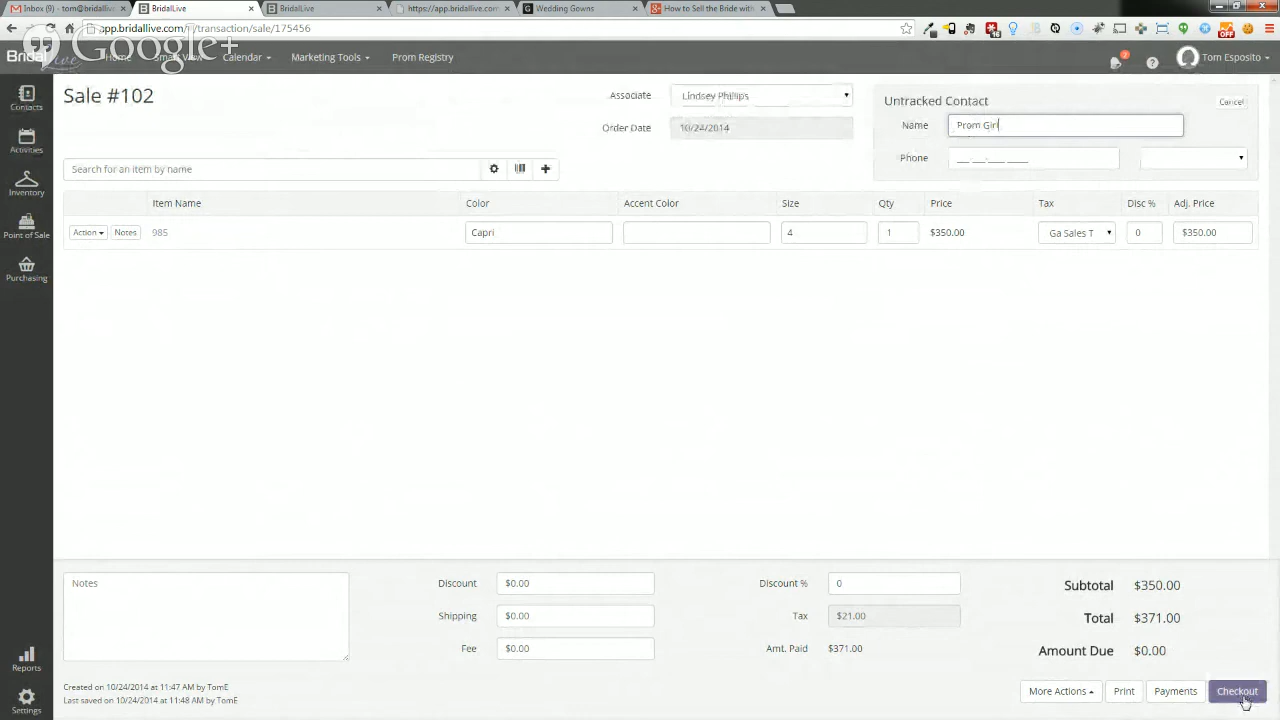 Inbox (9) - tom@bridallive
BridalLive
BridalLive
https://app.bridallive.com/
Wedding Gowns
How to Sell the Bride with
app.bridallive.com/#/transaction/sale/175456
Google+
Bridal Live
Home
Smart View
Calendar
Marketing Tools
Prom Registry
2
Tom Esposito
Contacts
Activities
Inventory
Point of Sale
Purchasing
Reports
Settings
Sale #102
Associate Lindsey Phillips
Order Date 10/24/2014
Untracked Contact Cancel
Name Prom Girl
Phone
Search for an item by name
Item Name Color Accent Color Size Qty Price Tax Disc % Adj. Price
Action Notes 985 Capri 4 1 $350.00 Ga Sales T 0 $350.00
Notes
Discount $0.00 Discount % 0 Subtotal $350.00
Shipping $0.00 Tax $21.00 Total $371.00
Fee $0.00 Amt. Paid $371.00 Amount Due $0.00
Created on 10/24/2014 at 11:47 AM by TomE
Last saved on 10/24/2014 at 11:48 AM by TomE
More Actions Print Payments Checkout